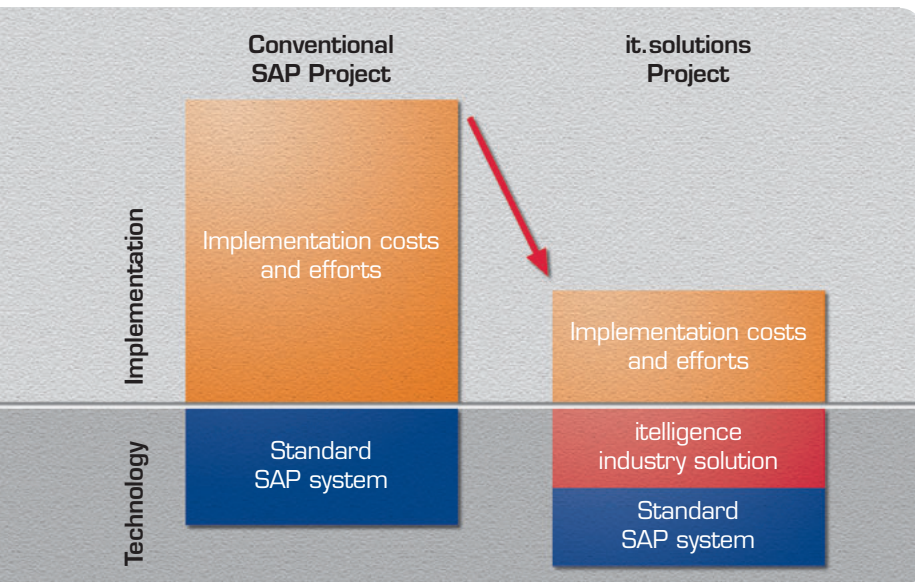 Conventional
SAP Project
it.solutions
Project
Implementation
Implementation costs
and efforts
Implementation costs
and efforts
Technology
Standard
SAP system
itelligence
industry solution
Standard
SAP system